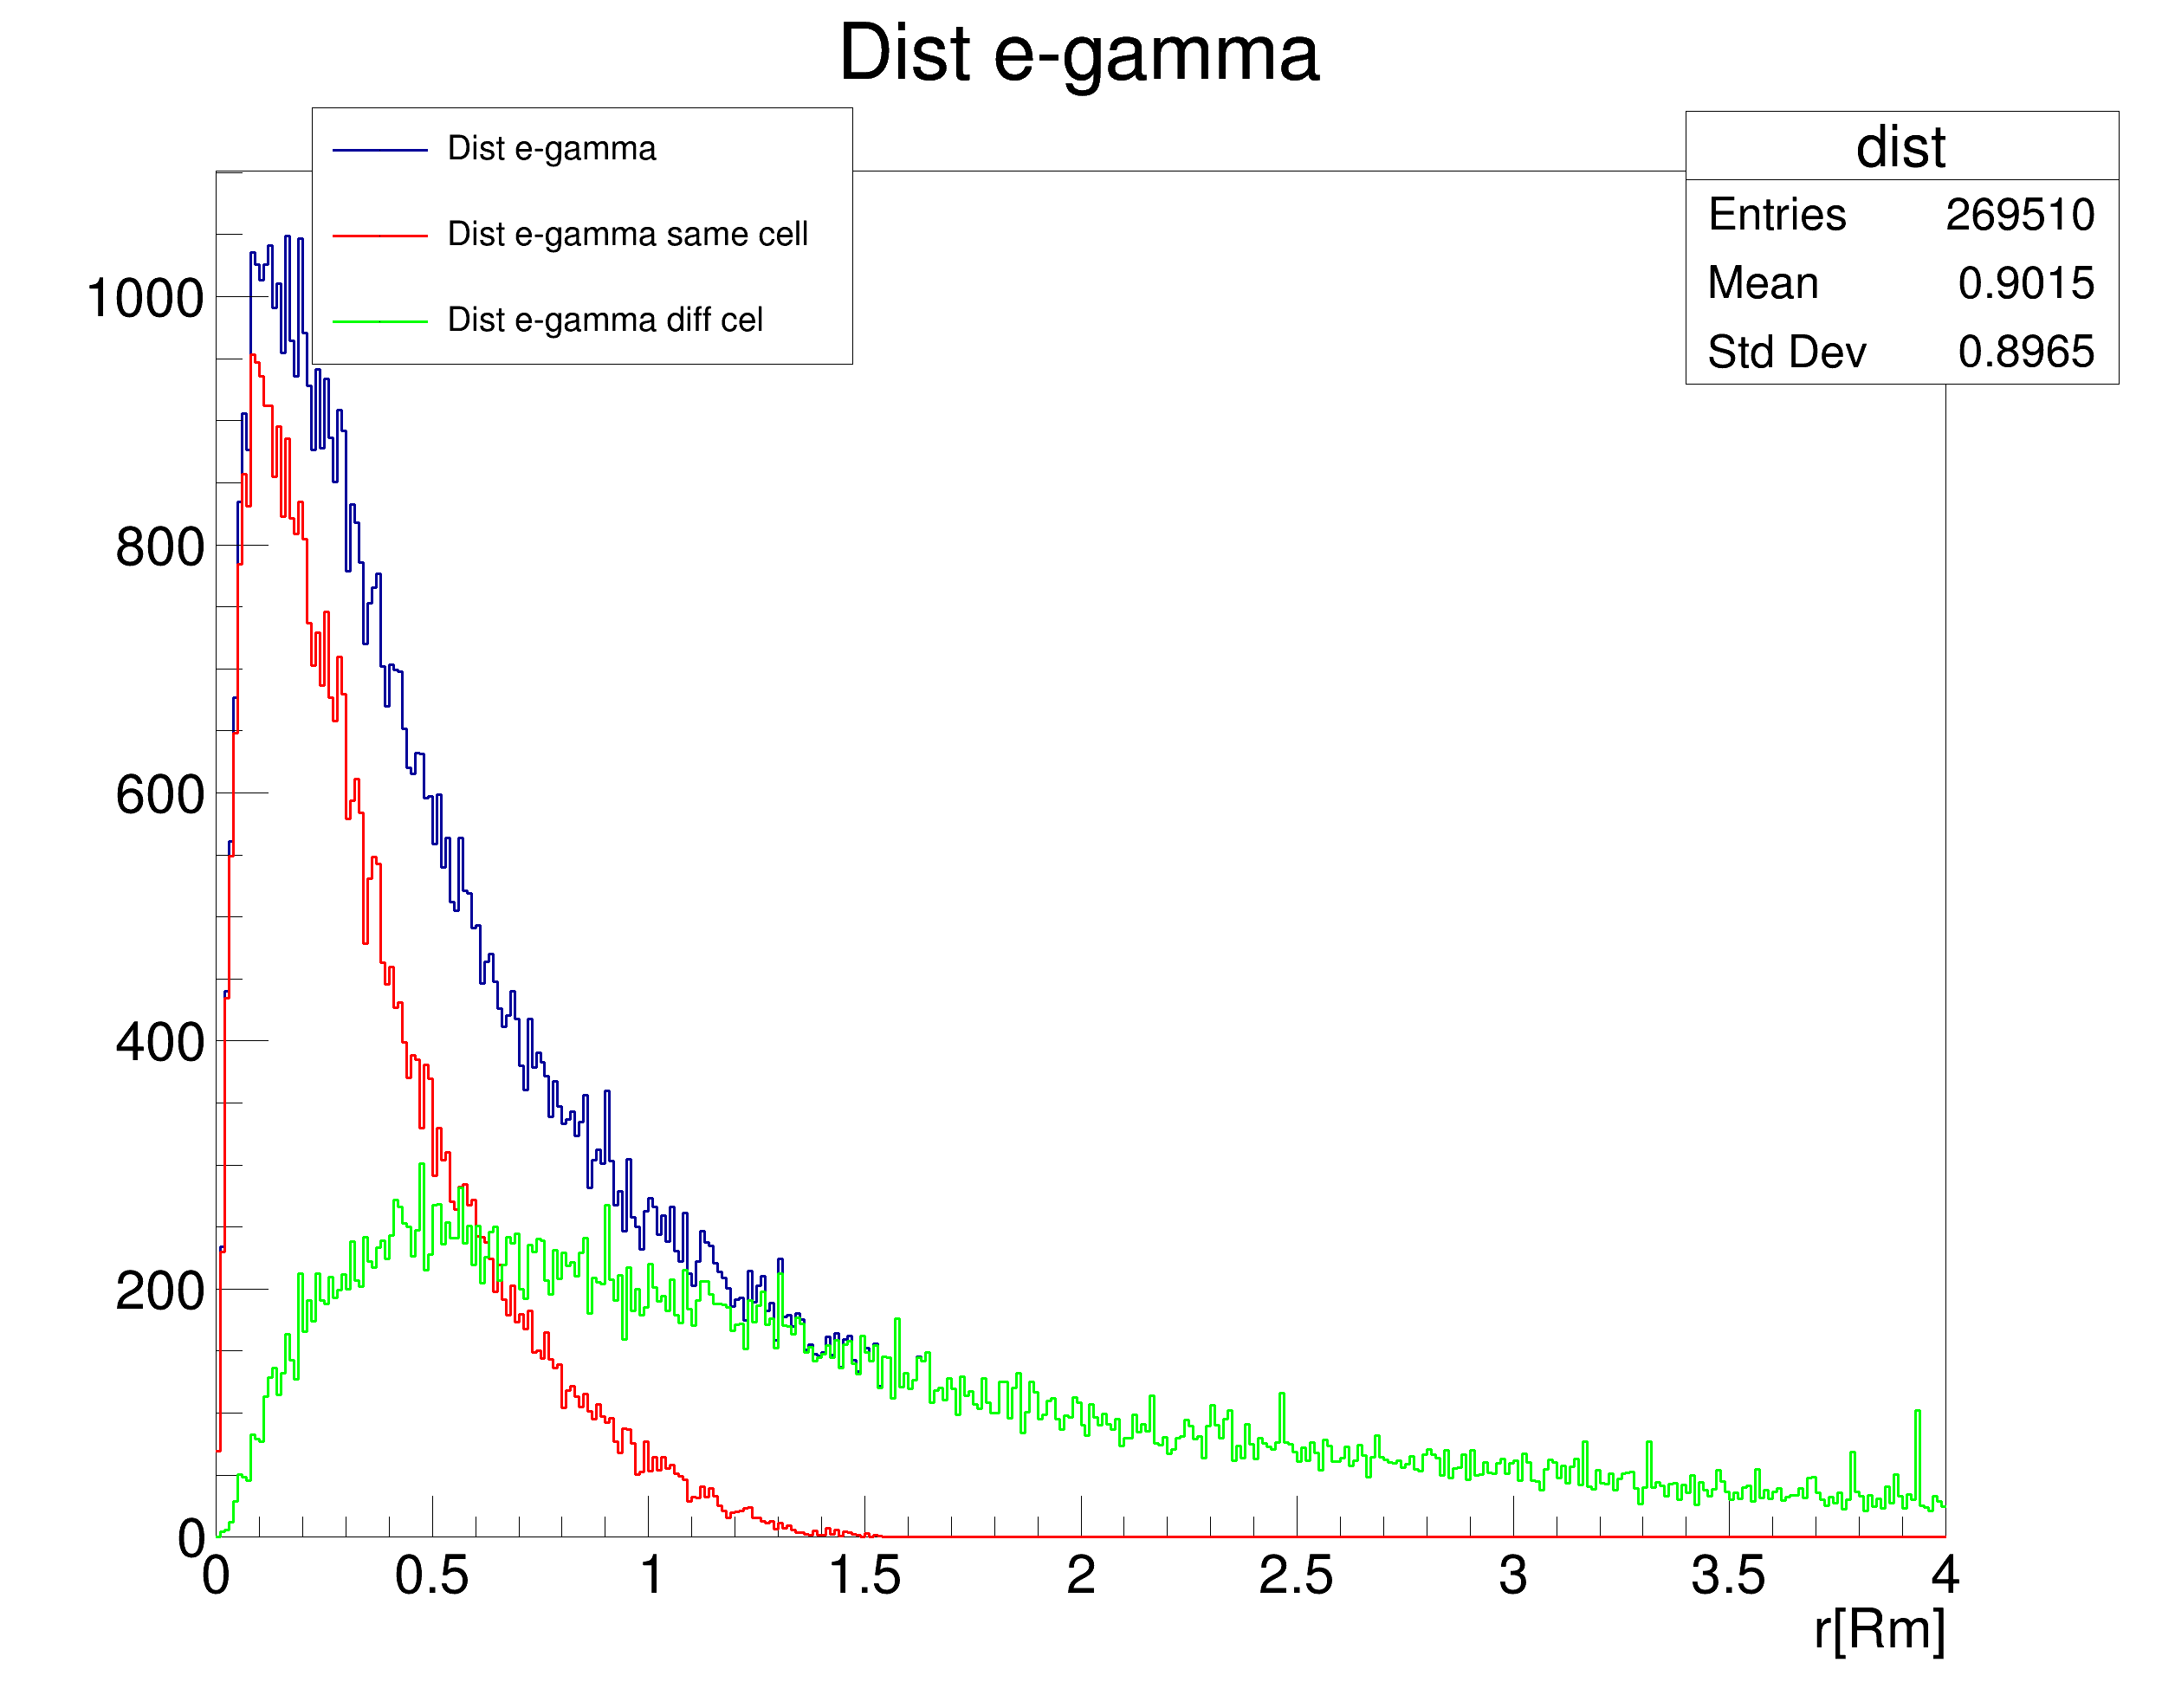 Dist e-gamma
Dist e-gamma
Dist e-gamma same cell
Dist e-gamma diff cel
dist
Entries 269510
Mean 0.9015
Std Dev 0.8965
1000
800
600
400
200
0
0 0.5 1 1.5 2 2.5 3 3.5 4
r[Rm]